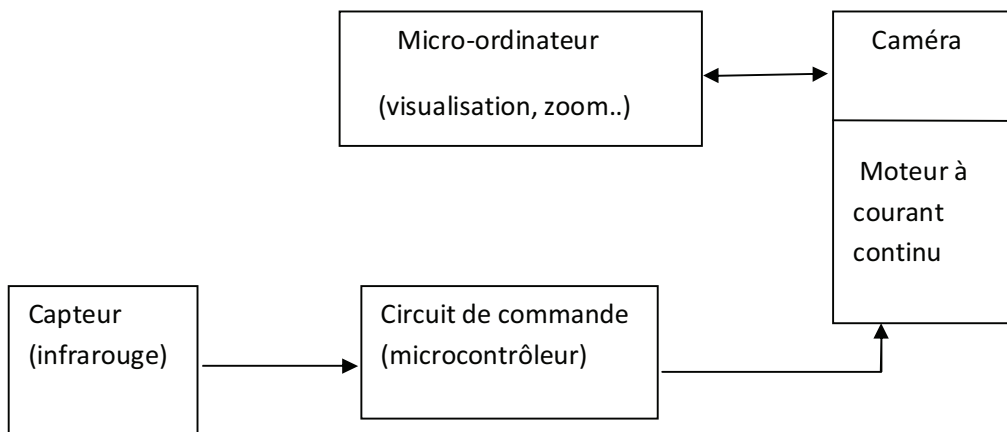 Micro-ordinateur
(visualisation, zoom..)
Caméra
Moteur à
courant
continu
Capteur
(infrarouge)
Circuit de commande
(microcontrôleur)